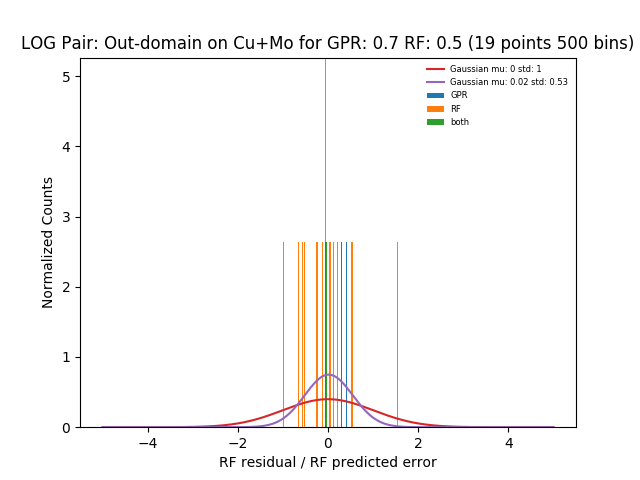 LOG Pair: Out-domain on Cu+Mo for GPR: 0.7 RF: 0.5 (19 points 500 bins)
Gaussian mu: 0 std: 1
Gaussian mu: 0.02 std: 0.53
GPR
RF
both
5
4
3
2
1
0
Normalized Counts
−4 −2 0 2 4
RF residual / RF predicted error